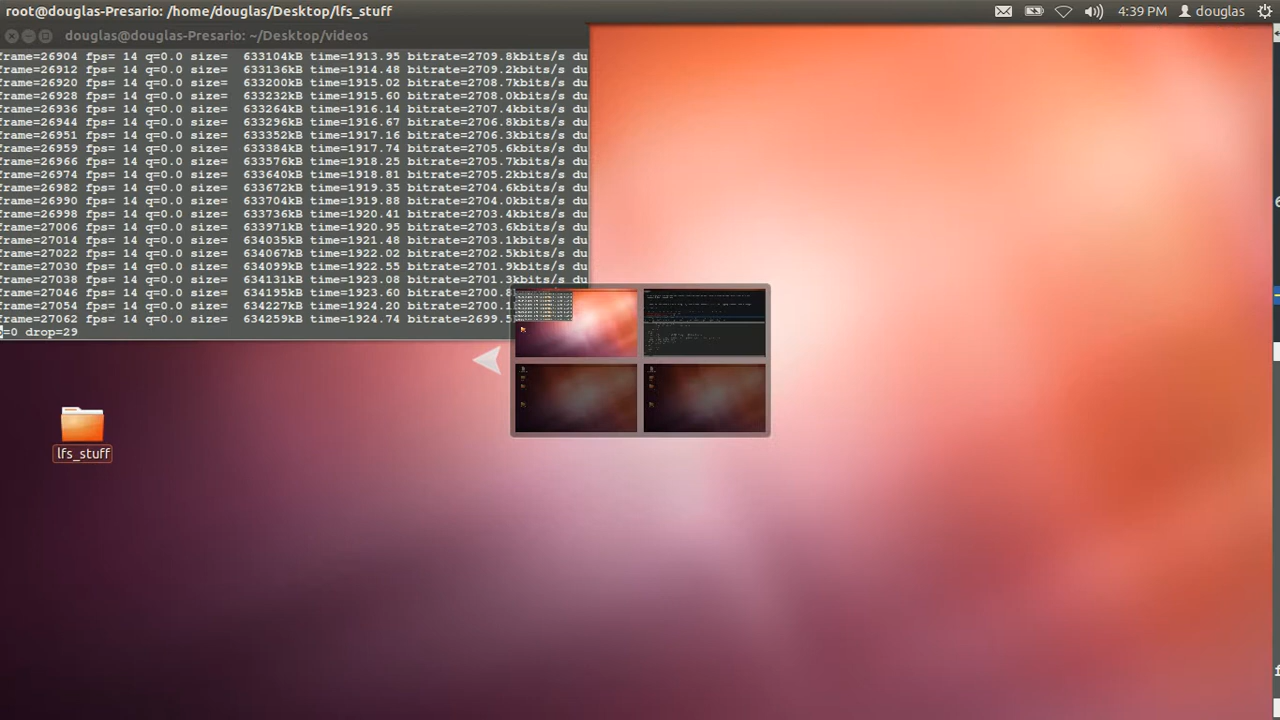 root@douglas-Presario: /home/douglas/Desktop/lfs_stuff
4:39 PM
douglas
douglas@douglas-Presario: ~/Desktop/videos
frame=26904 fps= 14 q=0.0 size=  633104kB time=1913.95 bitrate=2709.8kbits/s du
frame=26912 fps= 14 q=0.0 size=  633136kB time=1914.48 bitrate=2709.2kbits/s du
frame=26920 fps= 14 q=0.0 size=  633200kB time=1915.02 bitrate=2708.7kbits/s du
frame=26928 fps= 14 q=0.0 size=  633232kB time=1915.60 bitrate=2708.0kbits/s du
frame=26936 fps= 14 q=0.0 size=  633264kB time=1916.14 bitrate=2707.4kbits/s du
frame=26944 fps= 14 q=0.0 size=  633296kB time=1916.67 bitrate=2706.8kbits/s du
frame=26951 fps= 14 q=0.0 size=  633352kB time=1917.16 bitrate=2706.3kbits/s du
frame=26959 fps= 14 q=0.0 size=  633384kB time=1917.74 bitrate=2705.6kbits/s du
frame=26966 fps= 14 q=0.0 size=  633576kB time=1918.25 bitrate=2705.7kbits/s du
frame=26974 fps= 14 q=0.0 size=  633640kB time=1918.81 bitrate=2705.2kbits/s du
frame=26982 fps= 14 q=0.0 size=  633672kB time=1919.35 bitrate=2704.6kbits/s du
frame=26990 fps= 14 q=0.0 size=  633704kB time=1919.88 bitrate=2704.0kbits/s du
frame=26998 fps= 14 q=0.0 size=  633736kB time=1920.41 bitrate=2703.4kbits/s du
frame=27006 fps= 14 q=0.0 size=  633971kB time=1920.95 bitrate=2703.6kbits/s du
frame=27014 fps= 14 q=0.0 size=  634035kB time=1921.48 bitrate=2703.1kbits/s du
frame=27022 fps= 14 q=0.0 size=  634067kB time=1922.02 bitrate=2702.5kbits/s du
frame=27030 fps= 14 q=0.0 size=  634099kB time=1922.55 bitrate=2701.9kbits/s du
frame=27038 fps= 14 q=0.0 size=  634131kB time=1923.08 bitrate=2701.3kbits/s du
frame=27046 fps= 14 q=0.0 size=  634195kB time=1923.60 bitrate=2700.8
frame=27054 fps= 14 q=0.0 size=  634227kB time=1924.20 bitrate=2700.1
frame=27062 fps= 14 q=0.0 size=  634259kB time=1924.74 bitrate=2699.5
=0 drop=29
lfs_stuff